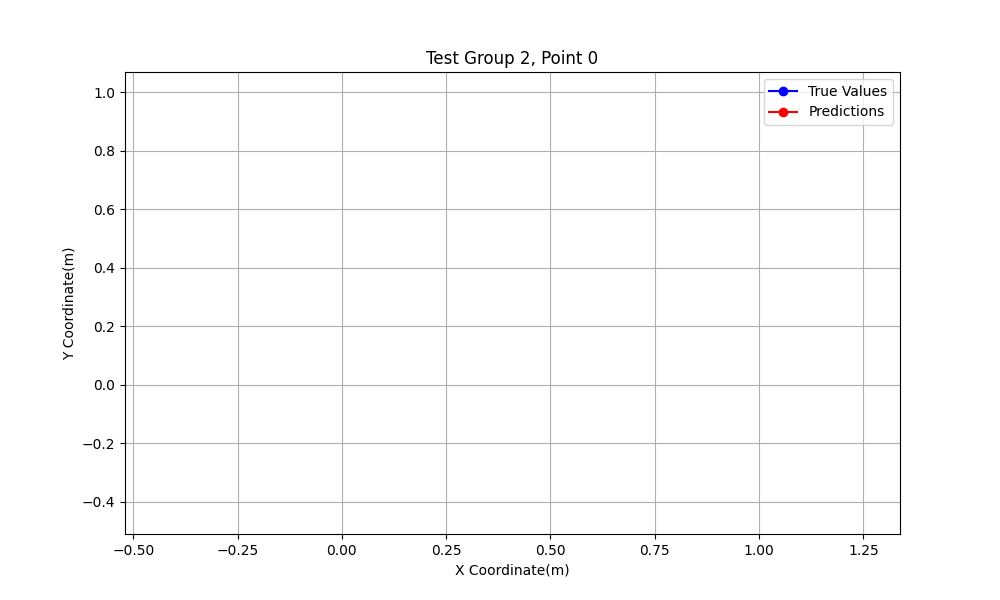 Test Group 2, Point 0
True Values
Predictions
1.0
0.8
0.6
0.4
0.2
0.0
−0.2
−0.4
Y Coordinate(m)
−0.50 −0.25 0.00 0.25 0.50 0.75 1.00 1.25
X Coordinate(m)